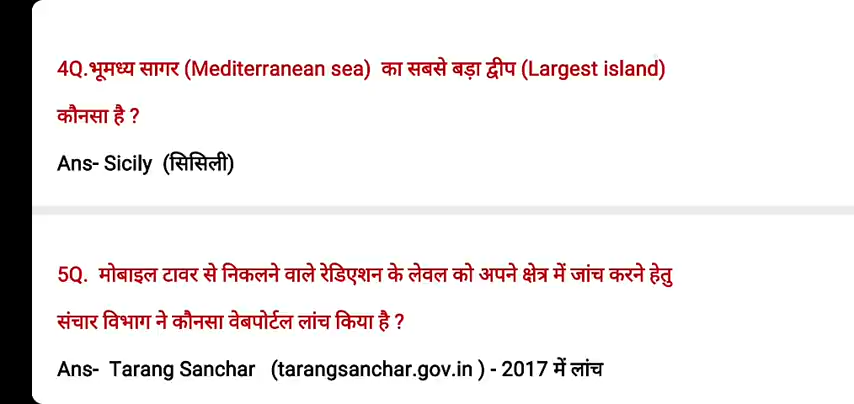 4Q.भूमध्य सागर (Mediterranean sea) का सबसे बड़ा द्वीप (Largest island)
कौनसा है ?
Ans- Sicily (सिसिली)
5Q. मोबाइल टावर से निकलने वाले रेडिएशन के लेवल को अपने क्षेत्र में जांच करने हेतु
संचार विभाग ने कौनसा वेबपोर्टल लांच किया है ?
Ans- Tarang Sanchar (tarangsanchar.gov.in ) - 2017 में लांच